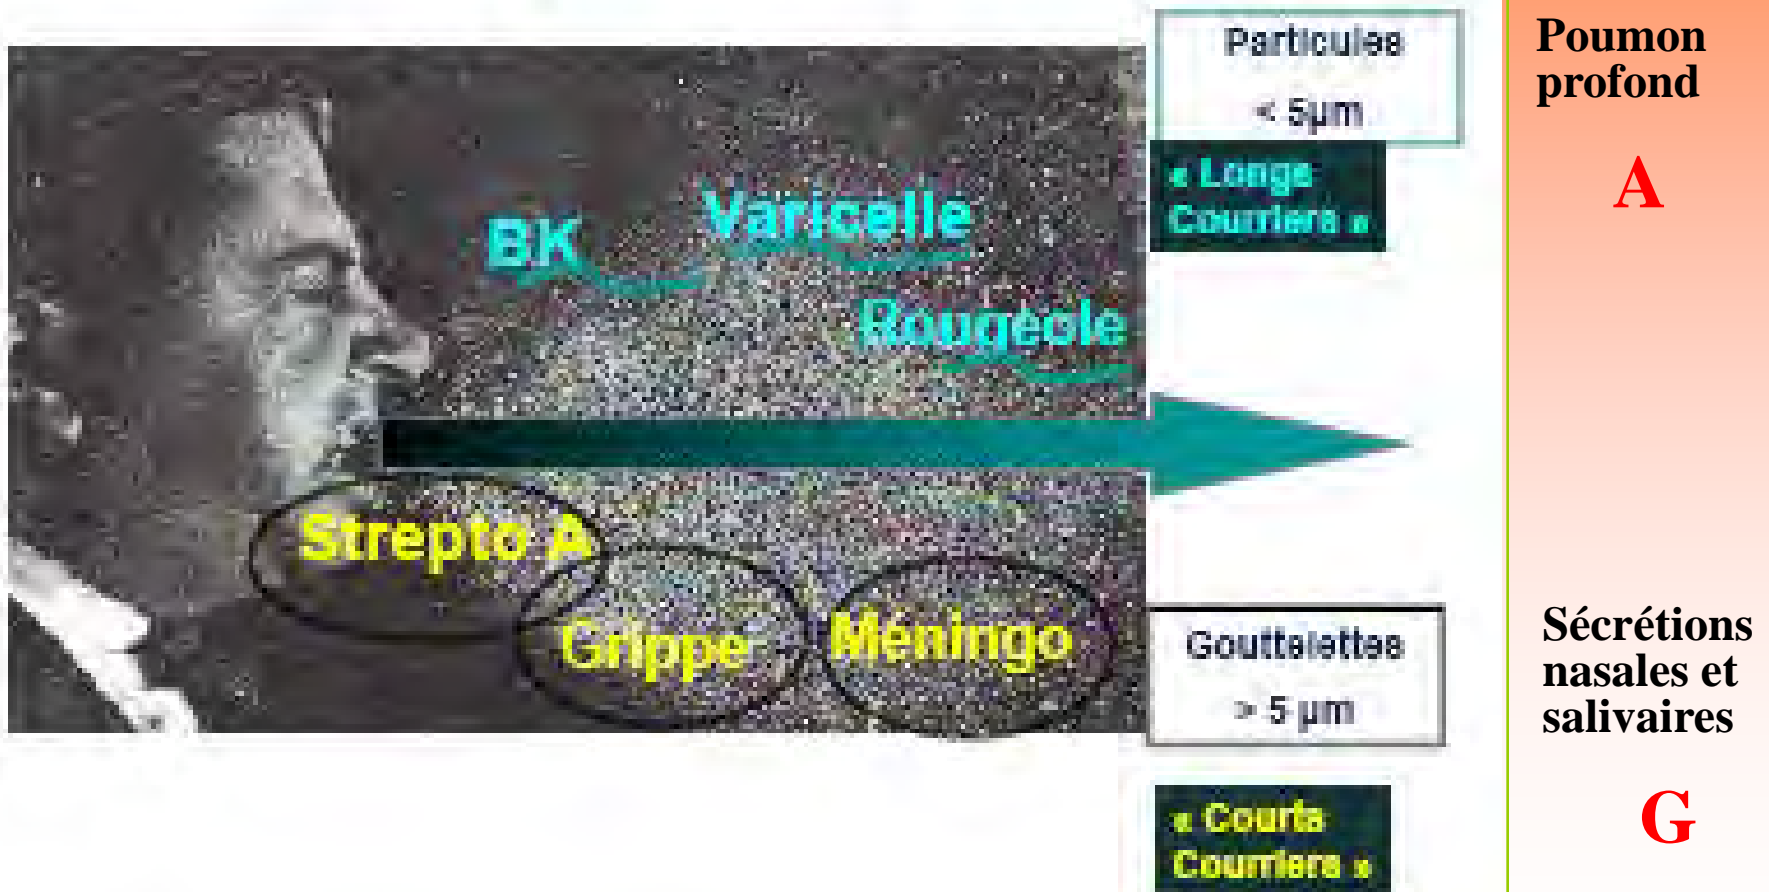 Particules
< 5µm
« Longs
Courriers »
Poumon
profond
A
BK
Varicelle
Rougeole
Strepto A
Grippe
Méningo
Gouttelettes
> 5 µm
« Courts
Courriers »
Sécrétions
nasales et
salivaires
G